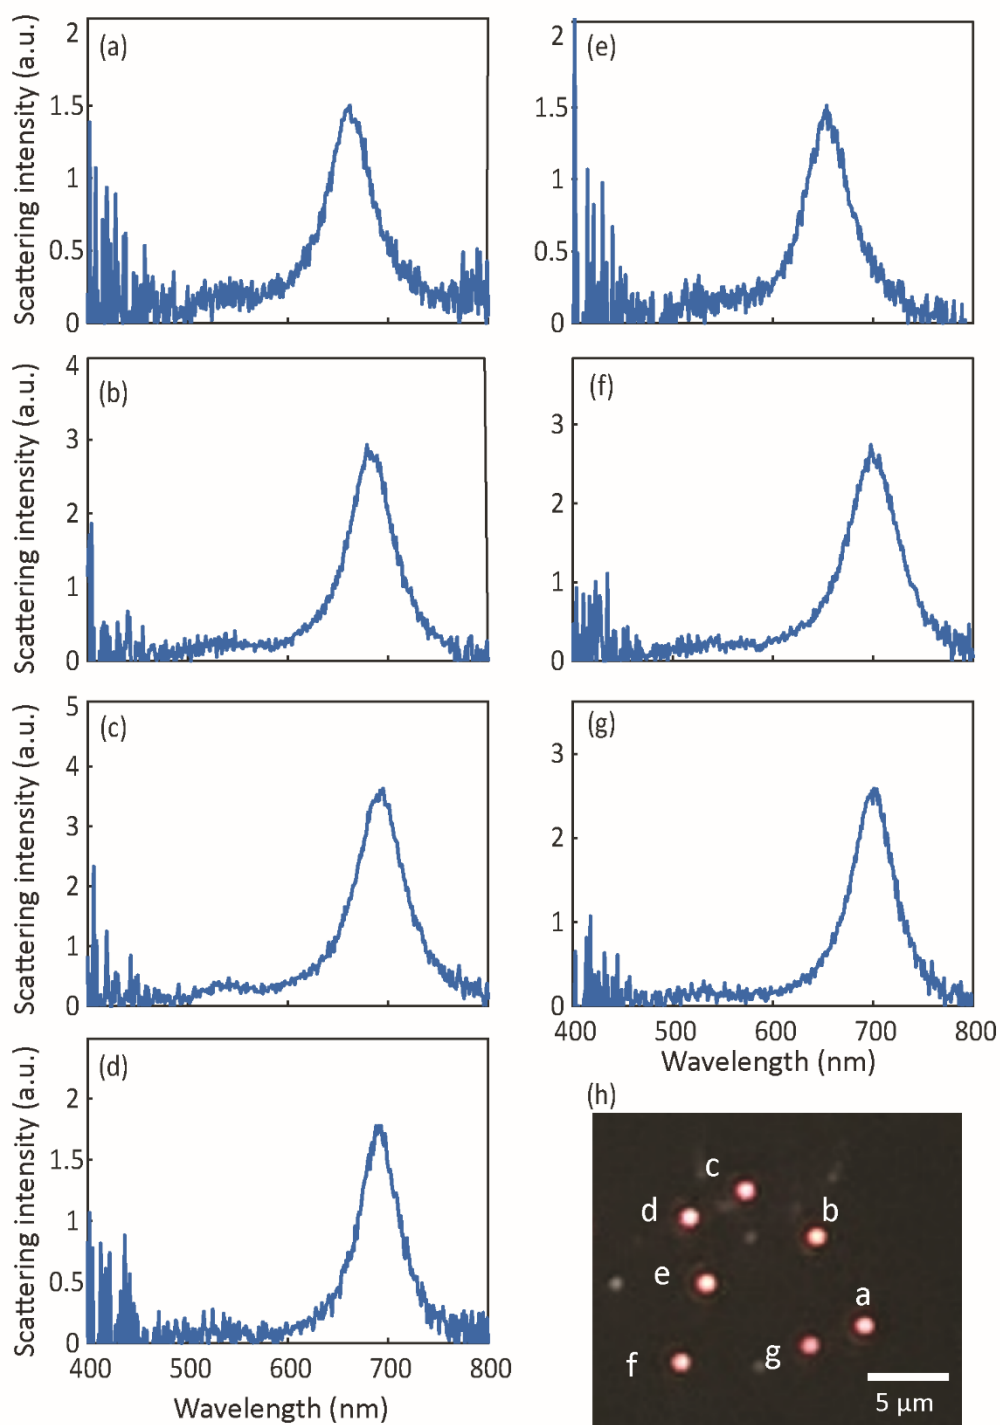 (a)
Scattering intensity (a.u.)
2
1.5
1
0.5
0
(e)
2
1.5
1
0.5
0
(b)
Scattering intensity (a.u.)
4
3
2
1
0
(f)
3
2
1
0
(c)
Scattering intensity (a.u.)
5
4
3
2
1
0
(g)
3
2
1
0
400 500 600 700 800
Wavelength (nm)
(d)
Scattering intensity (a.u.)
2
1.5
1
0.5
0
400 500 600 700 800
Wavelength (nm)
(h)
c
d
b
e
a
g
f
5 μm